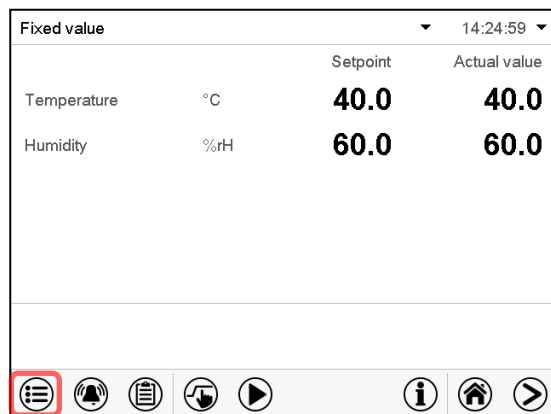 Fixed value 14:24:59
Setpoint Actual value
Temperature °C 40.0 40.0
Humidity %rH 60.0 60.0